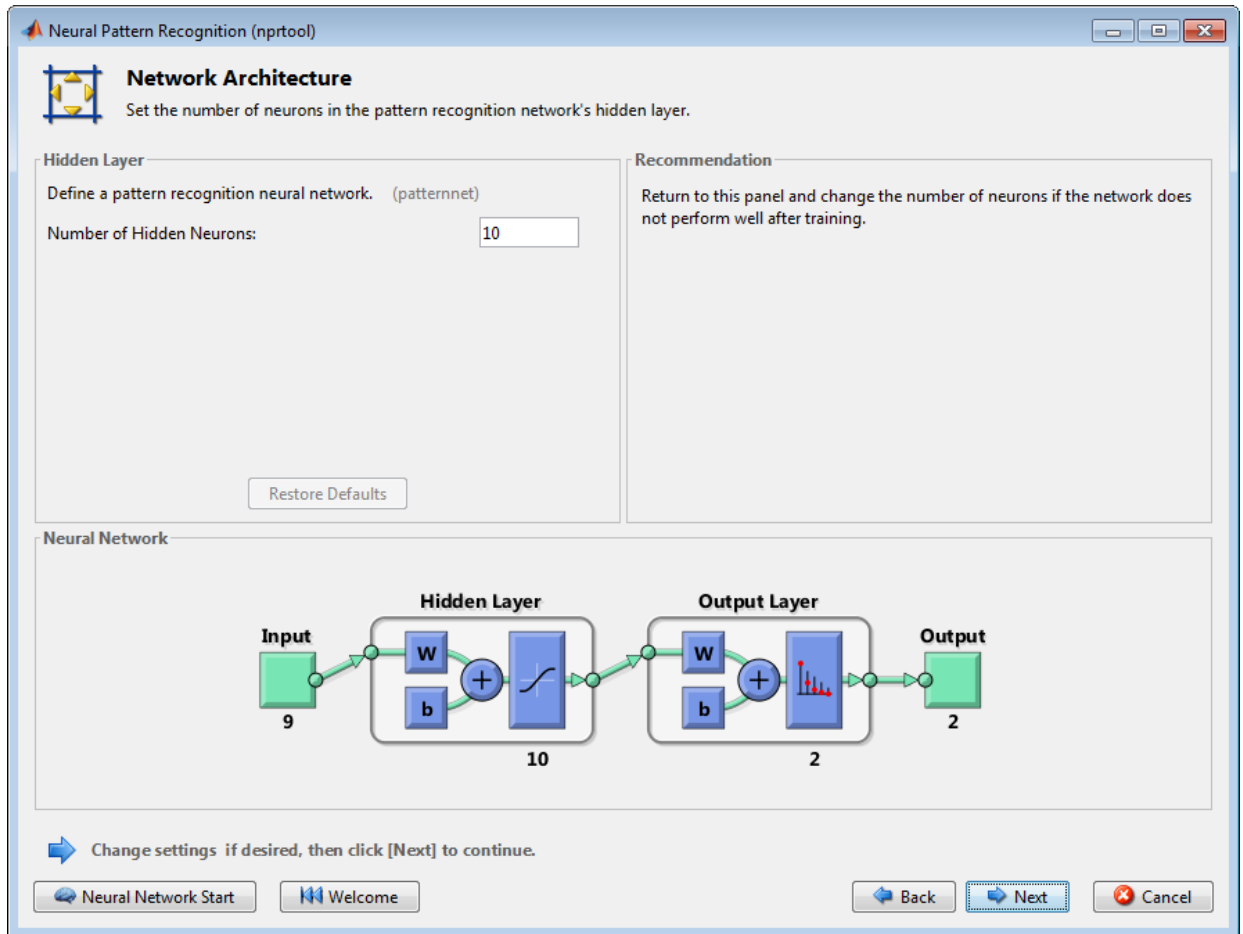 Neural Pattern Recognition (nprtool)
Network Architecture
Set the number of neurons in the pattern recognition network's hidden layer.
Hidden Layer
Define a pattern recognition neural network. (patternnet)
Number of Hidden Neurons: 10
Restore Defaults
Recommendation
Return to this panel and change the number of neurons if the network does
not perform well after training.
Neural Network
Hidden Layer
Output Layer
Input
Output
W
W
b
b
9
2
10
2
Change settings if desired, then click [Next] to continue.
Neural Network Start
Welcome
Back
Next
Cancel